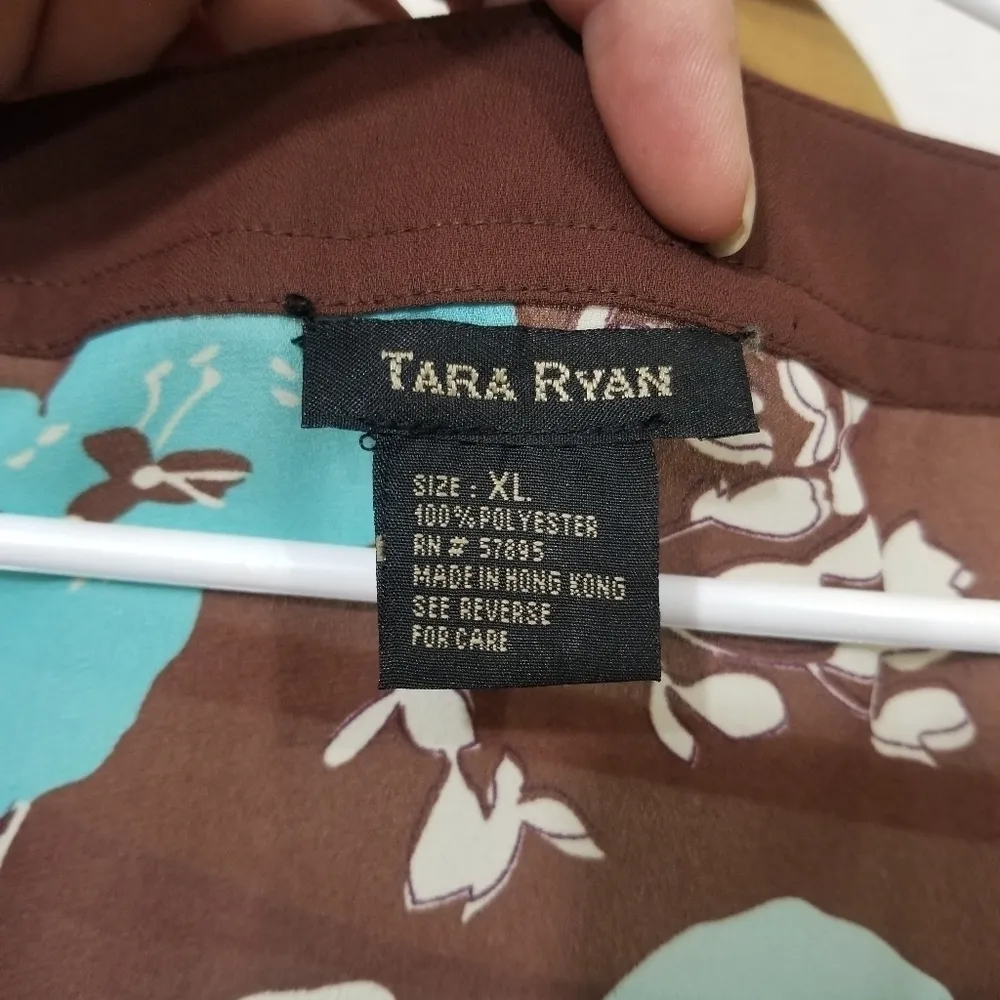 TARA RYAN
SIZE : XL
100% POLYESTER
RN # 57895
MADE IN HONG KONG
SEE REVERSE
FOR CARE